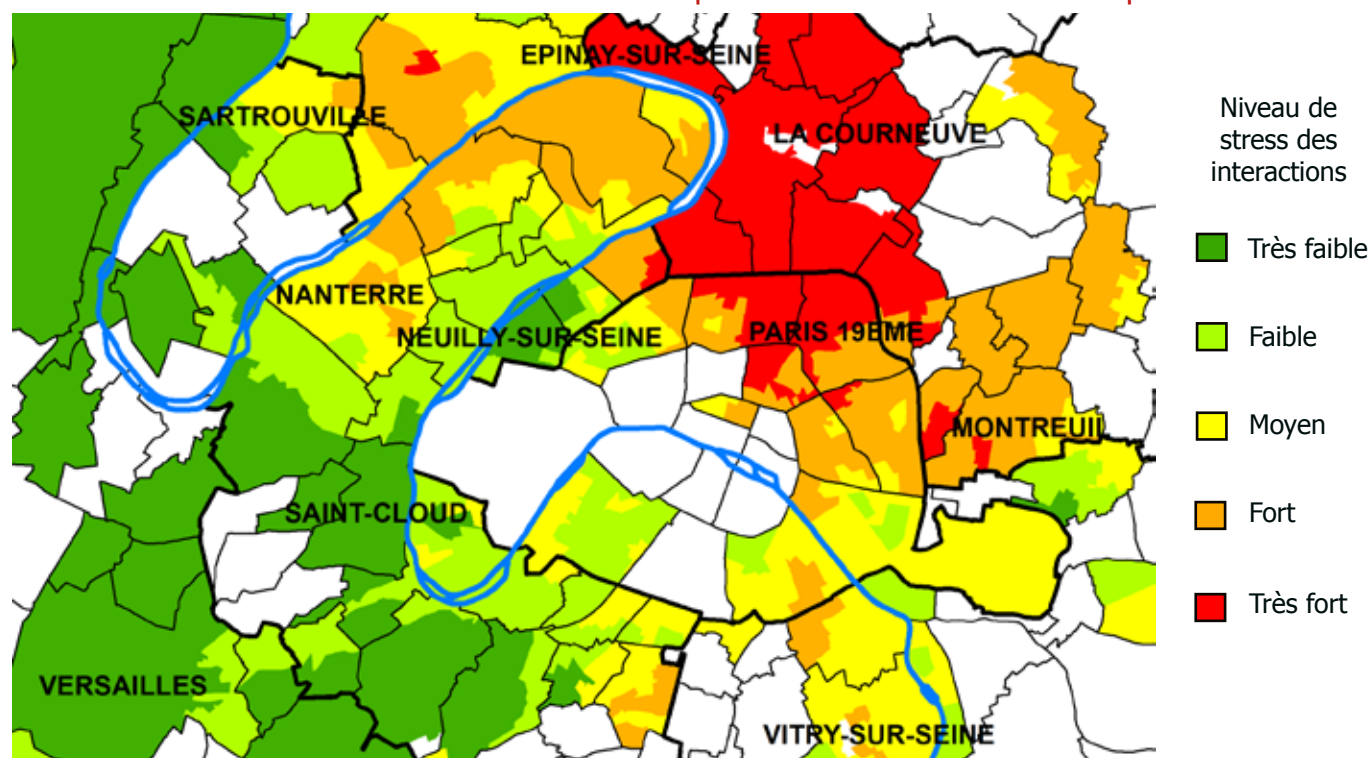 EPINAY-SUR-SEINE
SARTROUVILLE
LA COURNEUVE
NANTERRE
NEUILLY-SUR-SEINE
PARIS 19EME
MONTREUIL
SAINT-CLOUD
VERSAILLES
VITRY-SUR-SEINE
Niveau de
stress des
interactions
Très faible
Faible
Moyen
Fort
Très fort